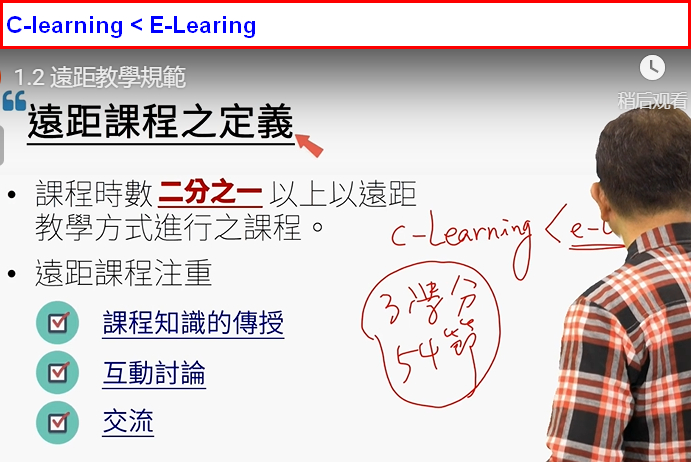 C-learning < E-Learing
1.2 遠距教學規範
稍后观看
遠距課程之定義
• 課程時數二分之一以上以遠距
教學方式進行之課程。
• 遠距課程注重
課程知識的傳授
互動討論
交流
c-Learning < e-
3學分
54節